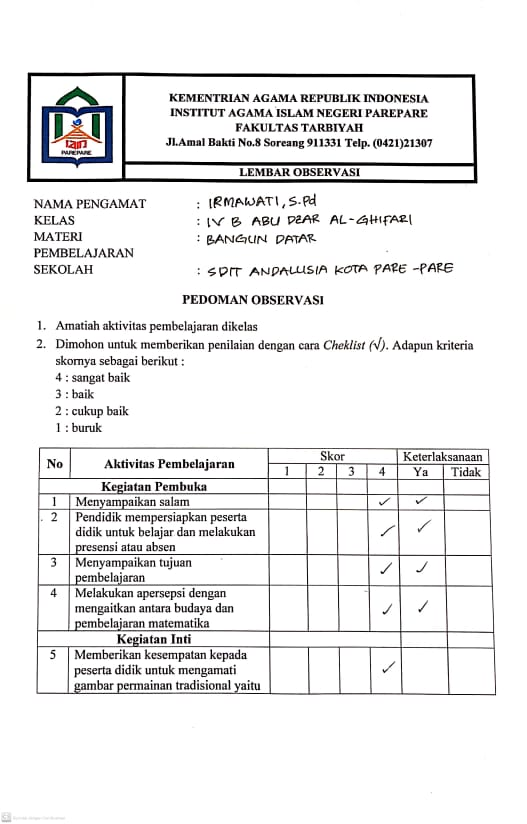 KEMENTRIAN AGAMA REPUBLIK INDONESIA
INSTITUT AGAMA ISLAM NEGERI PAREPARE
FAKULTAS TARBIYAH
Jl.Amal Bakti No.8 Soreang 911331 Telp. (0421)21307
IAIN
PAREPARE
LEMBAR OBSERVASI
NAMA PENGAMAT : IRMAWATI, S.Pd
KELAS : IV B ABU DZAR AL-GHIFARI
MATERI : BANGUN DATAR
PEMBELAJARAN
SEKOLAH : SDIT ANDALUSIA KOTA PARE-PARE
PEDOMAN OBSERVASI
1. Amatiah aktivitas pembelajaran dikelas
2. Dimohon untuk memberikan penilaian dengan cara Cheklist (√). Adapun kriteria
skornya sebagai berikut :
4 : sangat baik
3 : baik
2 : cukup baik
1 : buruk
No Aktivitas Pembelajaran Skor Keterlaksanaan
1 2 3 4 Ya Tidak
Kegiatan Pembuka
1 Menyampaikan salam ✓ ✓
2 Pendidik mempersiapkan peserta
didik untuk belajar dan melakukan ✓ ✓
presensi atau absen
3 Menyampaikan tujuan ✓ ✓
pembelajaran
4 Melakukan apersepsi dengan
mengaitkan antara budaya dan ✓ ✓
pembelajaran matematika
Kegiatan Inti
5 Memberikan kesempatan kepada
peserta didik untuk mengamati ✓
gambar permainan tradisional yaitu